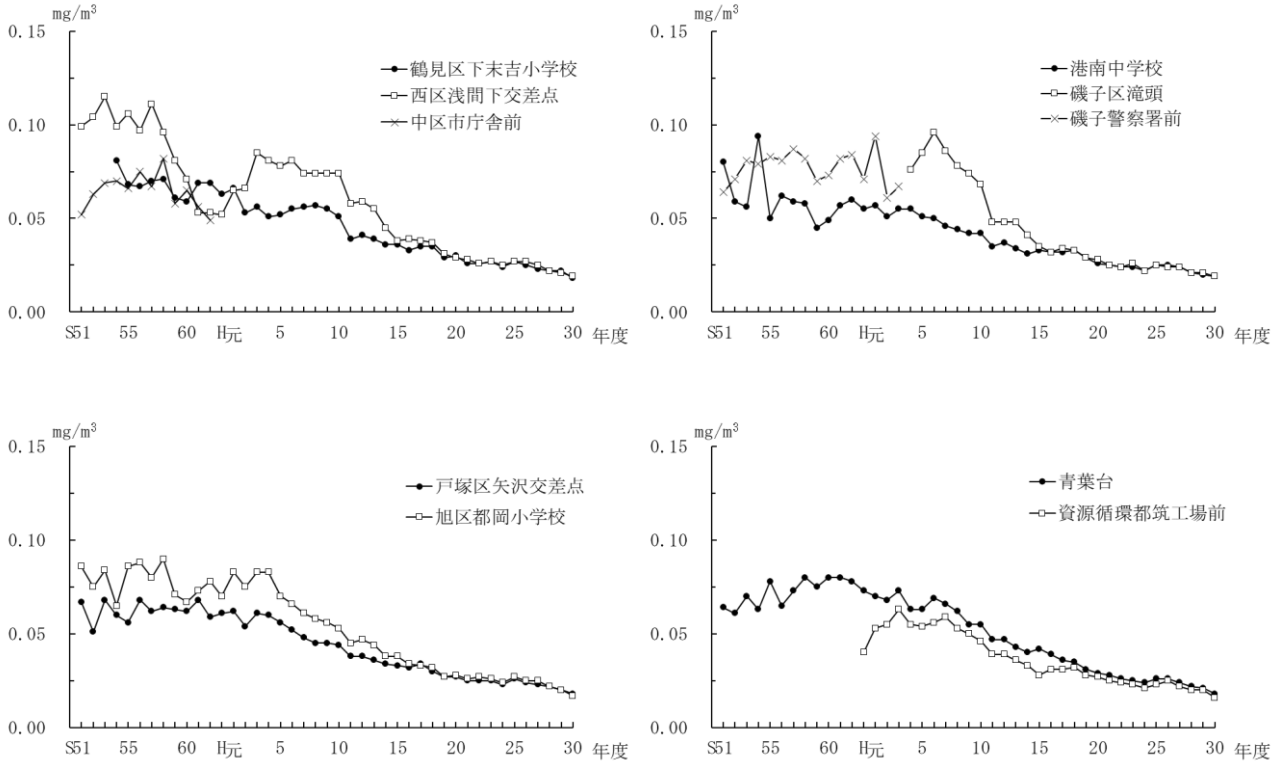 mg/m³
0.15
0.10
0.05
0.00
鶴見区下末吉小学校
西区浅間下交差点
中区市庁舎前
S51 55 60 H元 5 10 15 20 25 30 年度
mg/m³
0.15
0.10
0.05
0.00
港南中学校
磯子区滝頭
磯子警察署前
S51 55 60 H元 5 10 15 20 25 30 年度
mg/m³
0.15
0.10
0.05
0.00
戸塚区矢沢交差点
旭区都岡小学校
S51 55 60 H元 5 10 15 20 25 30 年度
mg/m³
0.15
0.10
0.05
0.00
青葉台
資源循環都筑工場前
S51 55 60 H元 5 10 15 20 25 30 年度